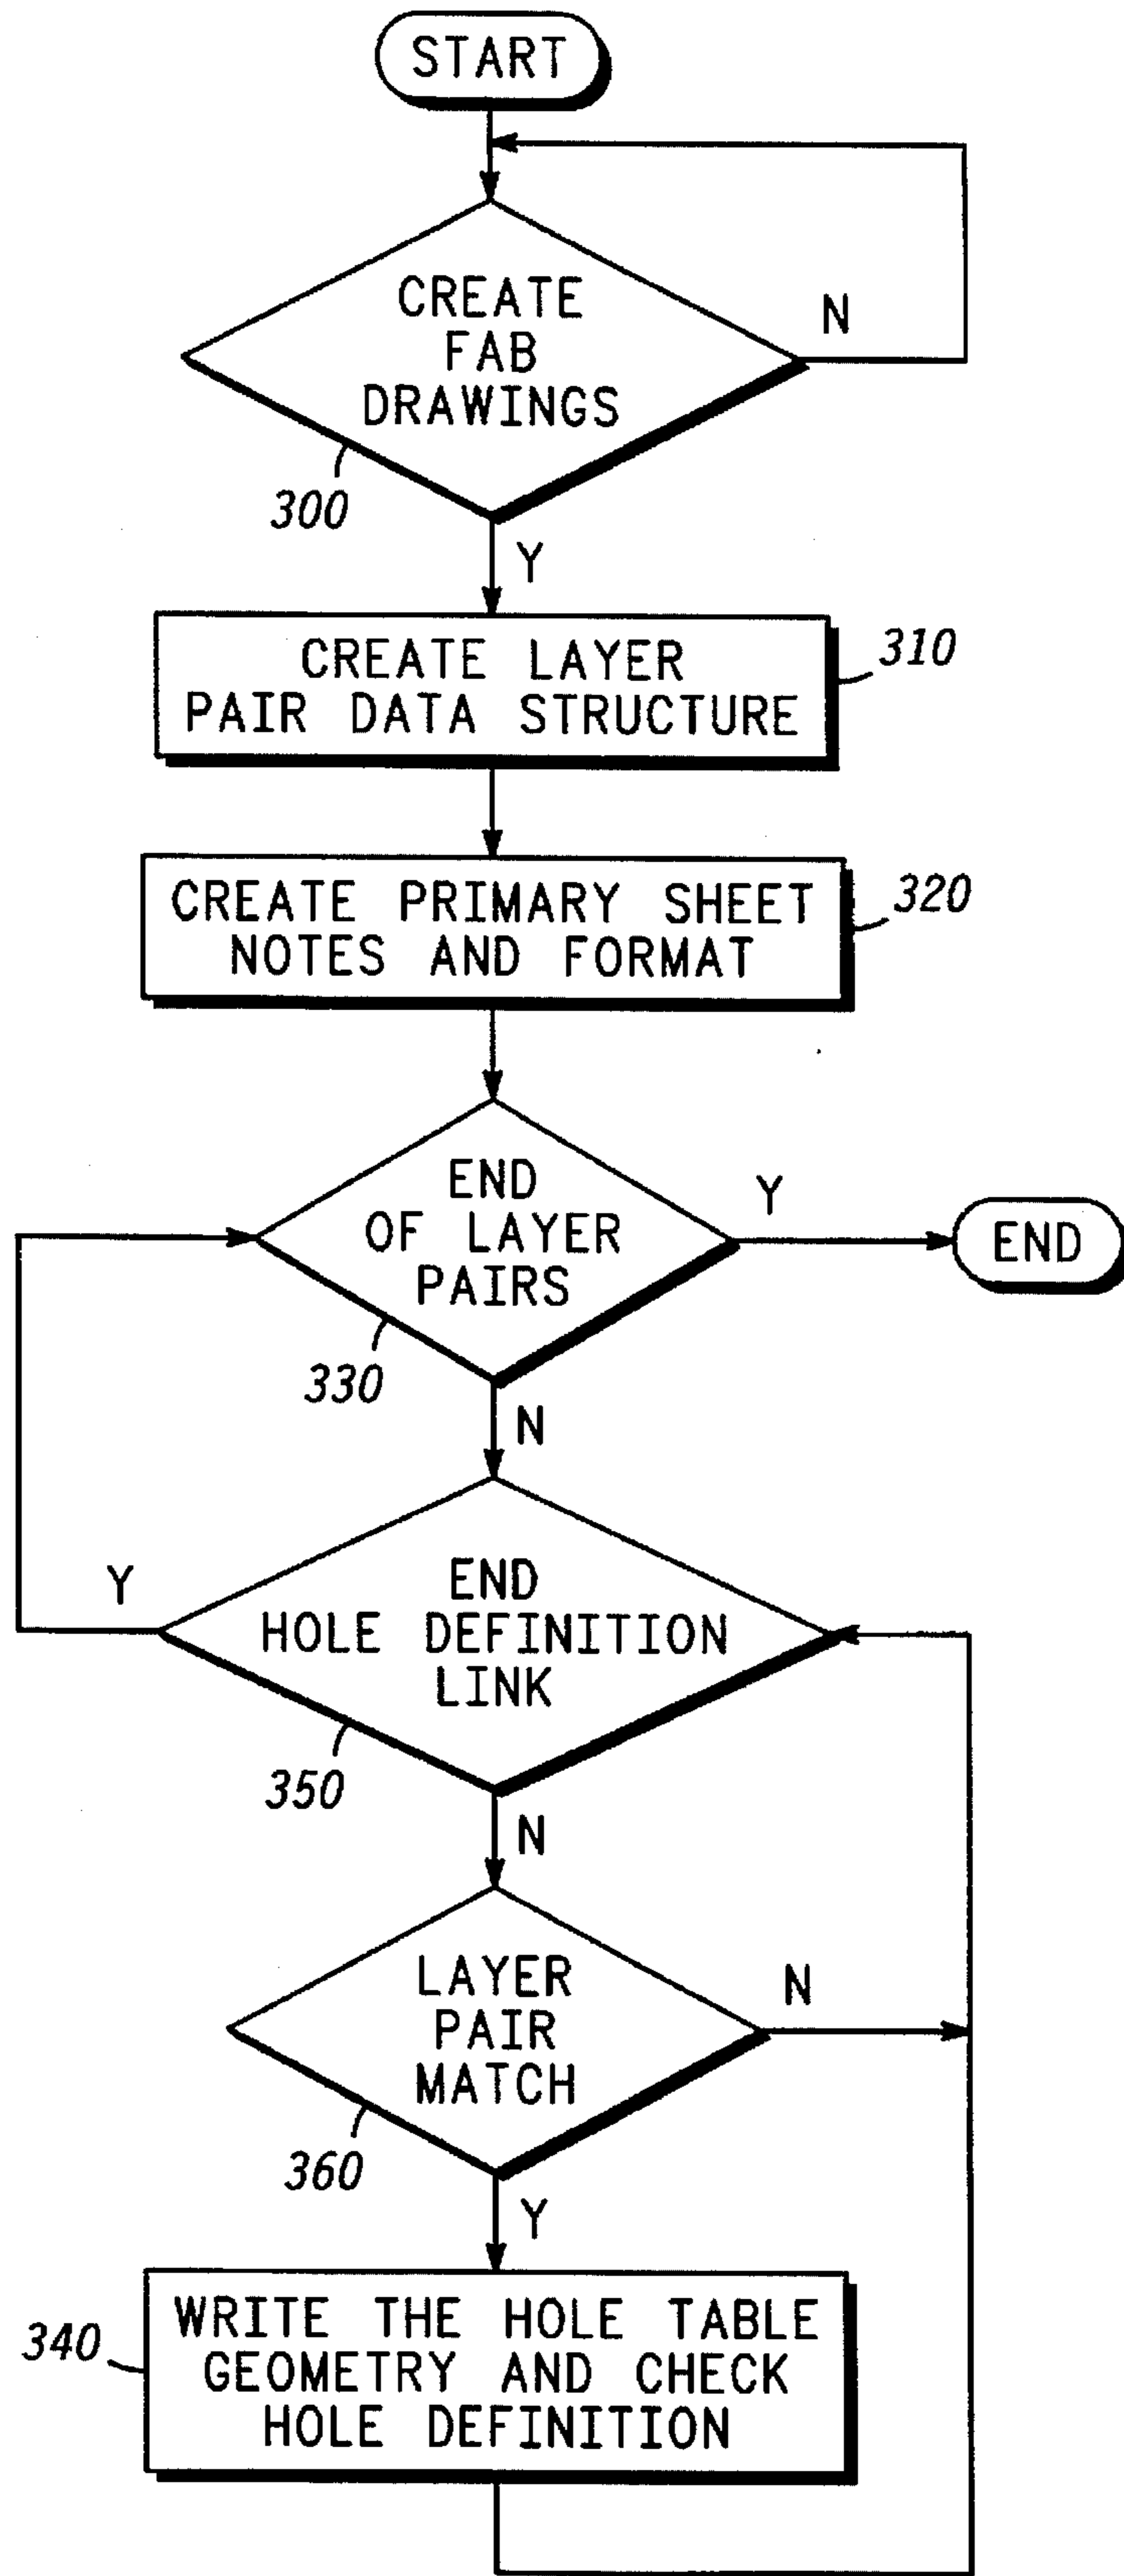 START
CREATE
FAB
DRAWINGS
N
300
Y
CREATE LAYER
PAIR DATA STRUCTURE
310
CREATE PRIMARY SHEET
NOTES AND FORMAT
320
END
OF LAYER
PAIRS
Y
END
330
N
Y
END
HOLE DEFINITION
LINK
350
N
LAYER
PAIR
MATCH
N
360
Y
WRITE THE HOLE TABLE
GEOMETRY AND CHECK
HOLE DEFINITION
340